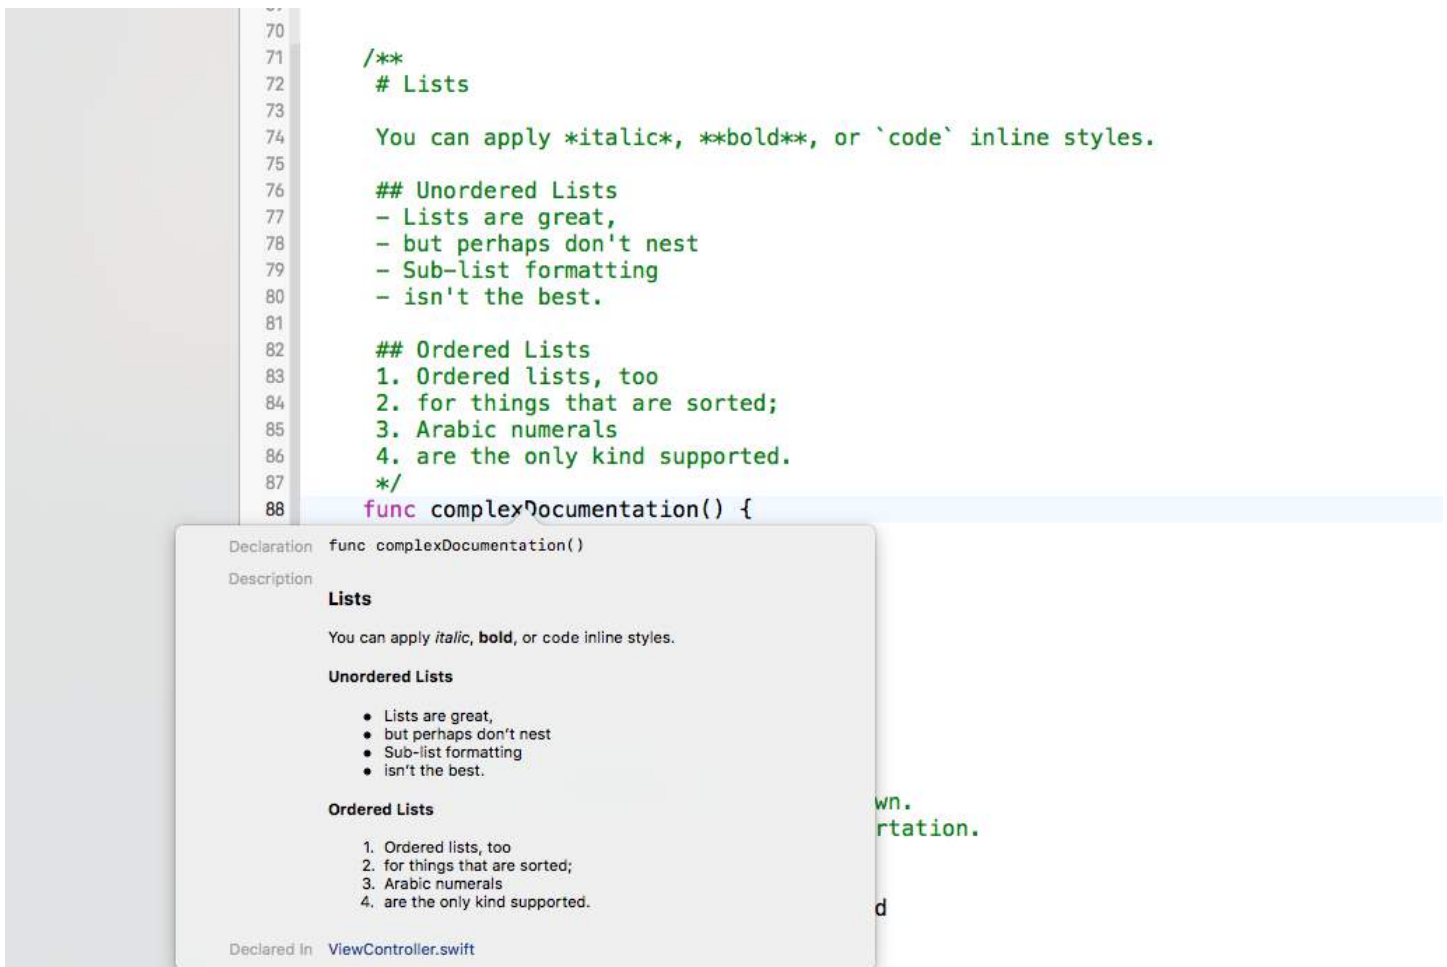 70
71 /**
72 # Lists
73
74 You can apply *italic*, **bold**, or `code` inline styles.
75
76 ## Unordered Lists
77 - Lists are great,
78 - but perhaps don't nest
79 - Sub-list formatting
80 - isn't the best.
81
82 ## Ordered Lists
83 1. Ordered lists, too
84 2. for things that are sorted;
85 3. Arabic numerals
86 4. are the only kind supported.
87 */
88 func complexDocumentation() {
Declaration func complexDocumentation()
Description
Lists
You can apply italic, bold, or code inline styles.
Unordered Lists
● Lists are great,
● but perhaps don't nest
● Sub-list formatting
● isn't the best.
wn.
Ordered Lists
rtation.
1. Ordered lists, too
2. for things that are sorted;
3. Arabic numerals
4. are the only kind supported.
d
Declared In ViewController.swift